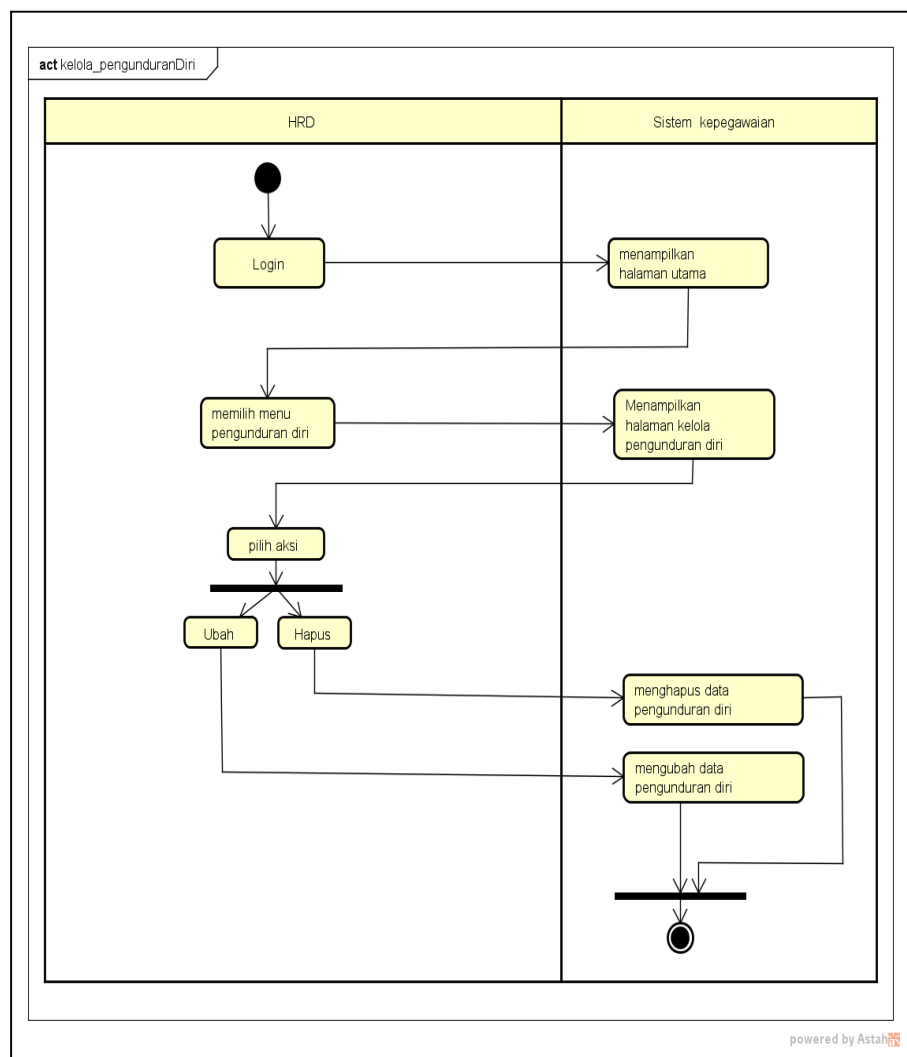 act kelola_pengunduranDiri
HRD
Sistem kepegawaian
Login
menampilkan
halaman utama
memilih menu
pengunduran diri
Menampilkan
halaman kelola
pengunduran diri
pilih aksi
Ubah
Hapus
menghapus data
pengunduran diri
mengubah data
pengunduran diri
powered by Astah